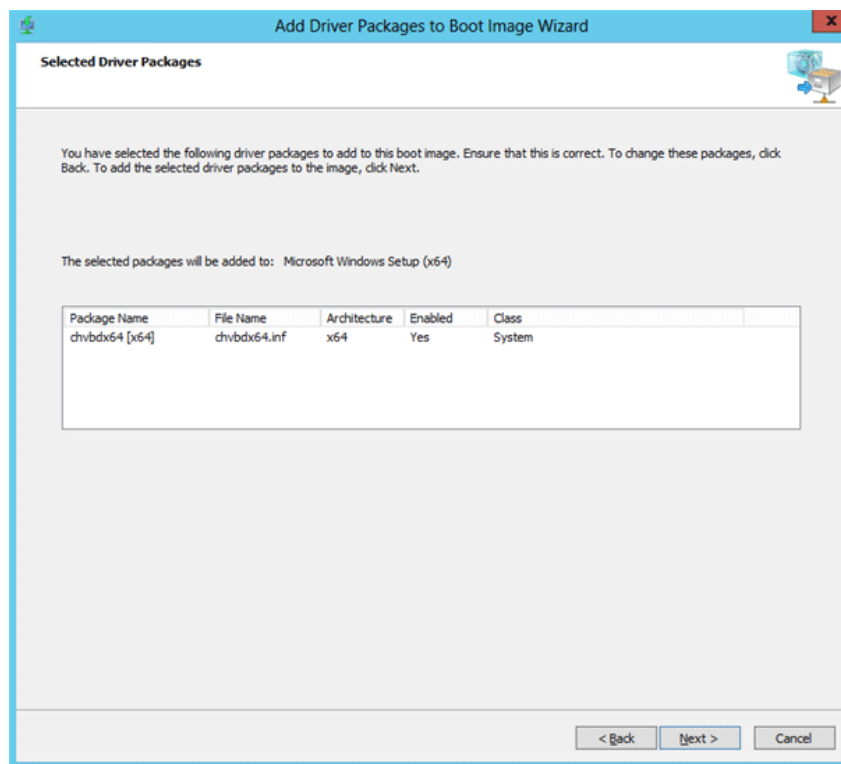 Add Driver Packages to Boot Image Wizard
x
Selected Driver Packages
You have selected the following driver packages to add to this boot image. Ensure that this is correct. To change these packages, click
Back. To add the selected driver packages to the image, click Next.
The selected packages will be added to: Microsoft Windows Setup (x64)
Package Name File Name Architecture Enabled Class
chvbdx64 [x64] chvbdx64.inf x64 Yes System
< Back Next > Cancel